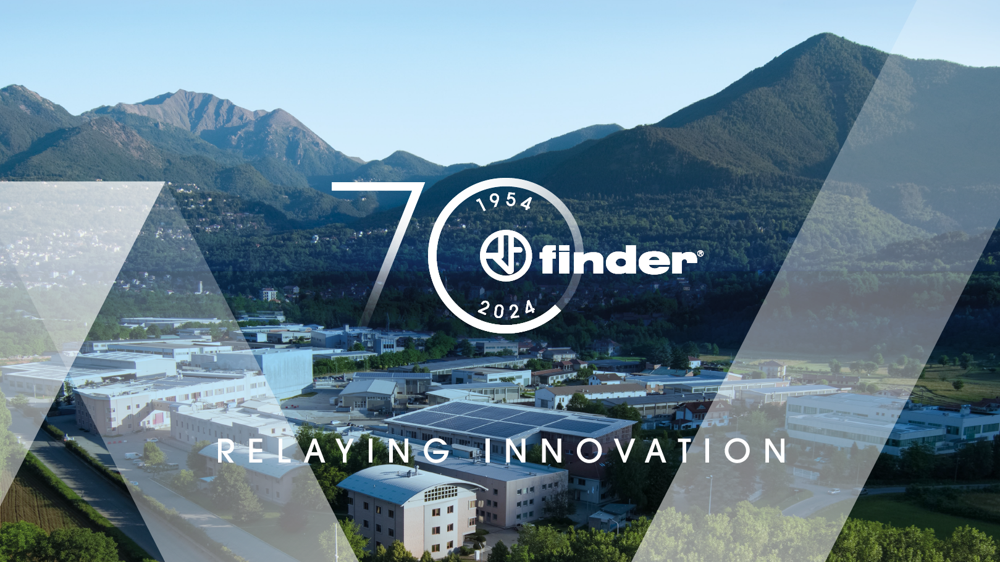 70
1954
finder®
2024
RELAYING INNOVATION